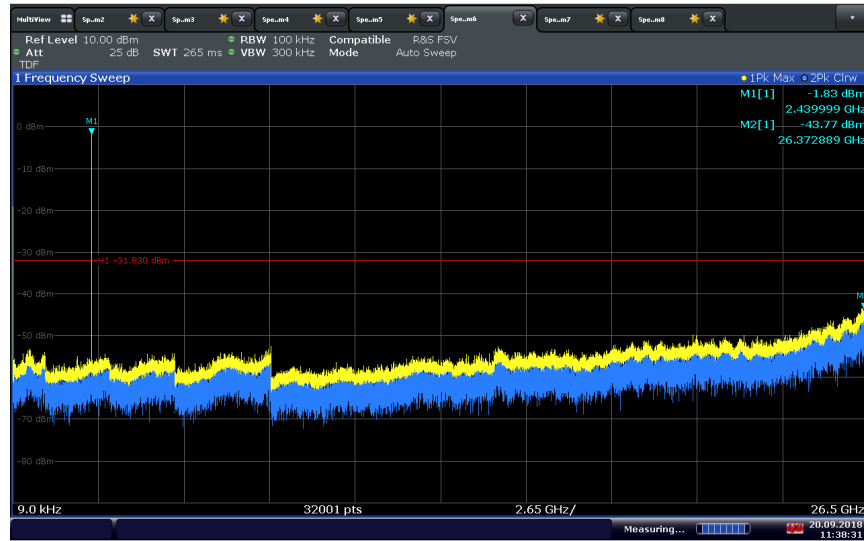 MultiView Sp..m2 X Sp..m3 X Spe..m4 X Spe..m5 X Spe..m6 X Spe..m7 X Spe..m8 X
Ref Level 10.00 dBm RBW 100 kHz Compatible R&S FSV
Att 25 dB SWT 265 ms VBW 300 kHz Mode Auto Sweep
TDF
1 Frequency Sweep 1Pk Max 2Pk Clrw
M1[1] -1.83 dBm
2.439999 GHz
M2[1] -43.77 dBm
26.372889 GHz
M1
0 dBm
-10 dBm
-20 dBm
-30 dBm
H1 -31.830 dBm
-40 dBm
M
-50 dBm
-70 dBm
-80 dBm
9.0 kHz 32001 pts 2.65 GHz/ 26.5 GHz
Measuring... 20.09.2018
11:38:31